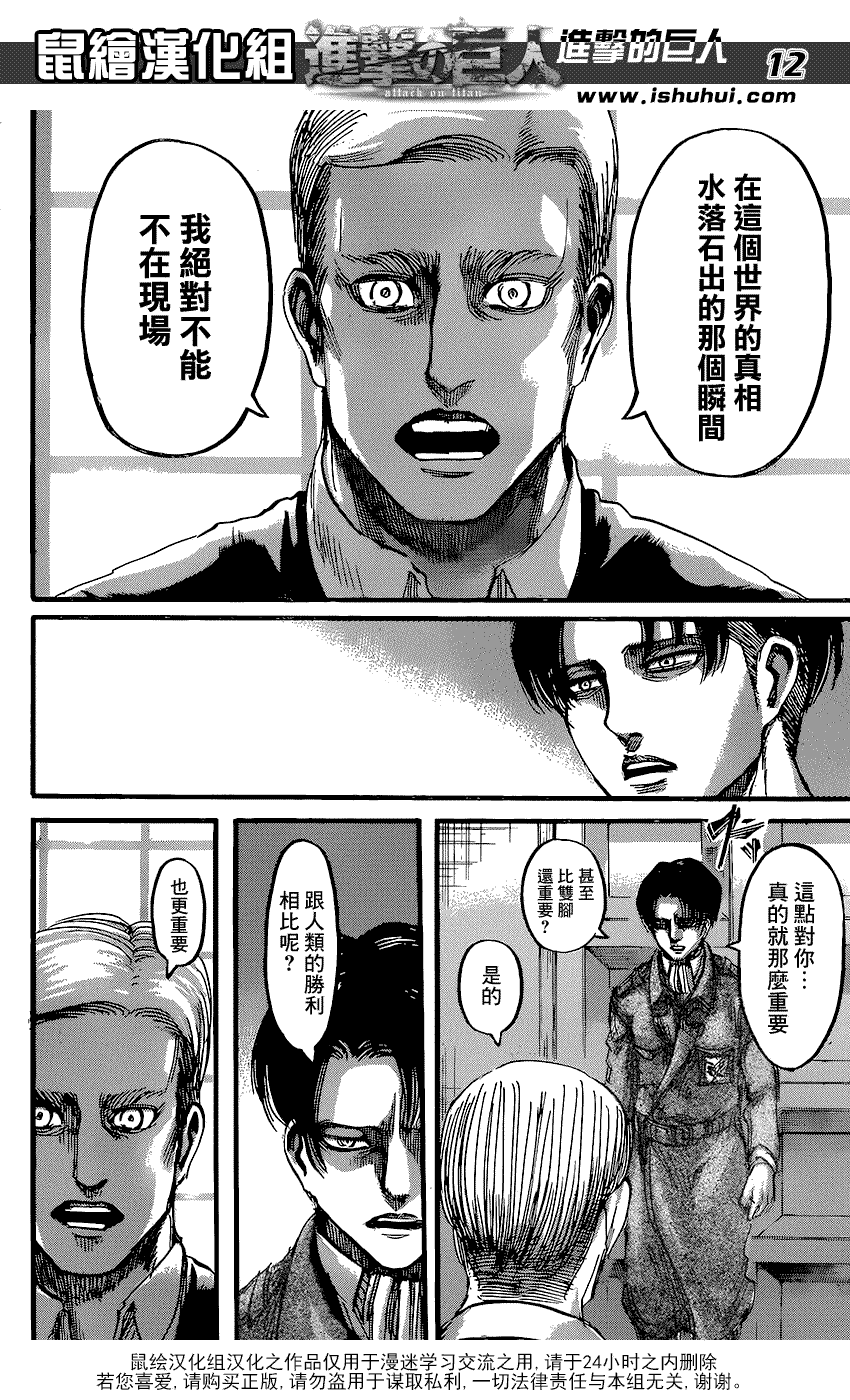 鼠繪漢化組
進撃の巨人
attack on titan
進擊的巨人
12
www.ishuhui.com
在這個世界的真相
水落石出的那個瞬間
我絕對不能
不在現場
這點對你…
真的就那麼重要
甚至
比雙腳
還重要?
是的
跟人類的勝利
相比呢?
也更重要
鼠绘汉化组汉化之作品仅用于漫迷学习交流之用,请于24小时之内删除
若您喜爱,请购买正版,请勿盗用于谋取私利,一切法律责任与本组无关,谢谢。